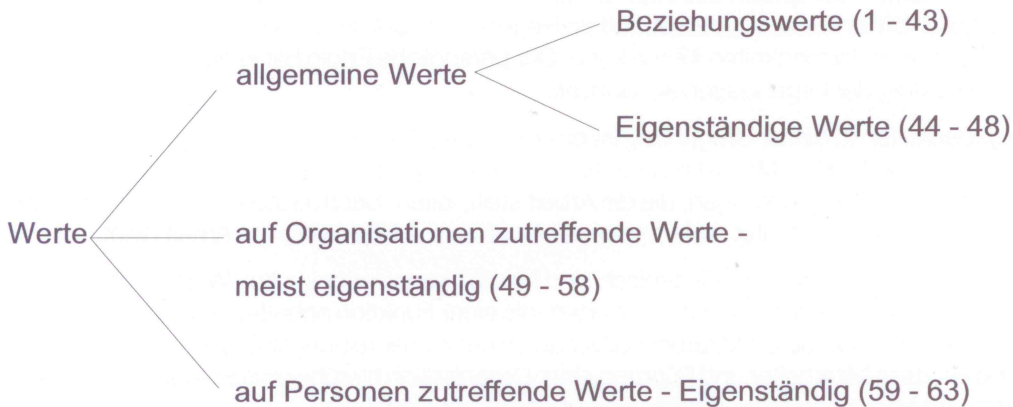 Beziehungswerte (1 - 43)
allgemeine Werte
Eigenständige Werte (44 - 48)
Werte
auf Organisationen zutreffende Werte -
meist eigenständig (49 - 58)
auf Personen zutreffende Werte - Eigenständig (59 - 63)